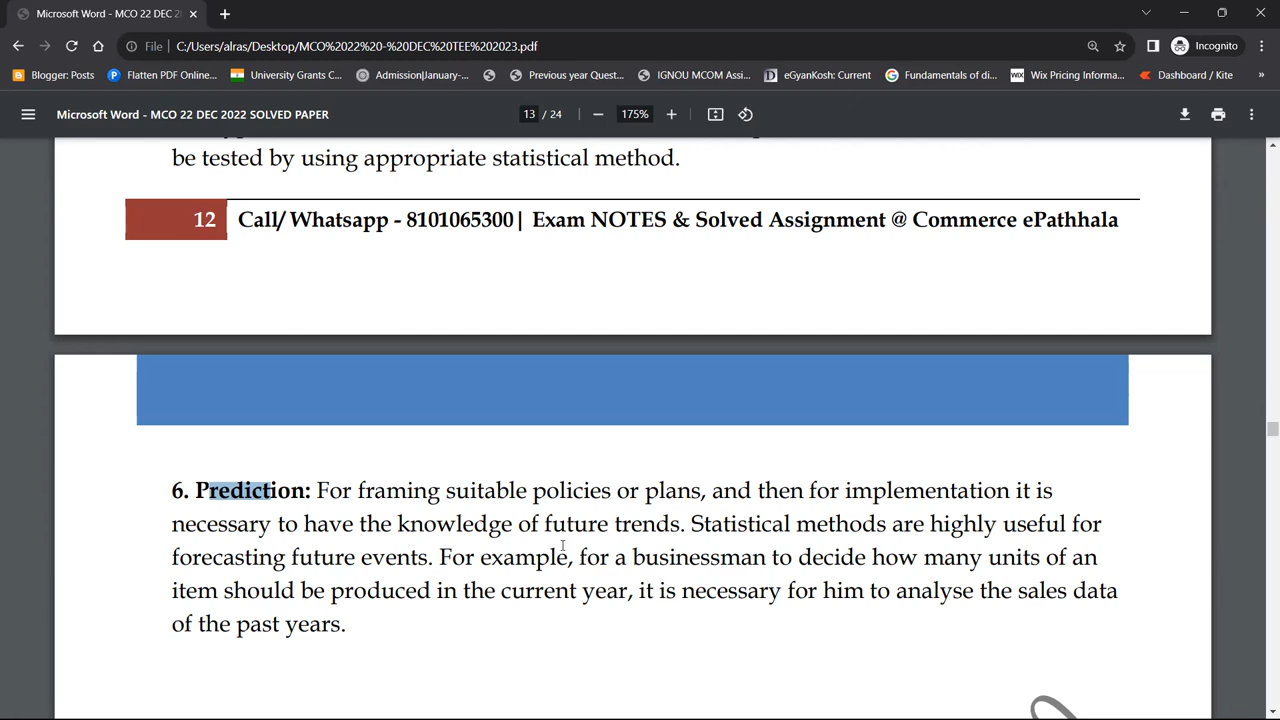 Microsoft Word - MCO 22 DEC 2
File C:/Users/alras/Desktop/MCO%2022%20-%20DEC%20TEE%202023.pdf Incognito
Blogger: Posts Flatten PDF Online... University Grants C... Admission|January-... Previous year Quest... IGNOU MCOM Assi... eGyanKosh: Current Fundamentals of di... WIX Wix Pricing Informa... Dashboard / Kite »
Microsoft Word - MCO 22 DEC 2022 SOLVED PAPER 13 / 24 175%
be tested by using appropriate statistical method.
12 Call/ Whatsapp - 8101065300| Exam NOTES & Solved Assignment @ Commerce ePathhala
6. Prediction: For framing suitable policies or plans, and then for implementation it is
necessary to have the knowledge of future trends. Statistical methods are highly useful for
forecasting future events. For example, for a businessman to decide how many units of an
item should be produced in the current year, it is necessary for him to analyse the sales data
of the past years.